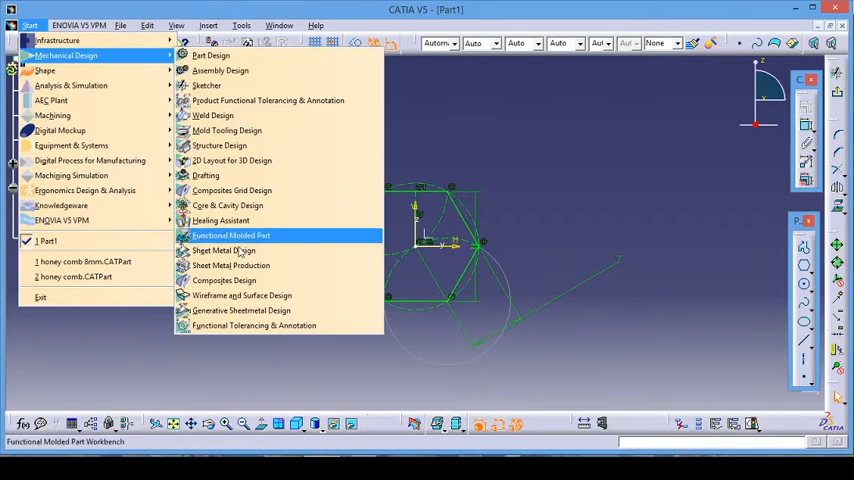 CATIA V5 - [Part1]
Start ENOVIA V5 VPM File Edit View Insert Tools Window Help
Autom. Auto Auto Aut None
Infrastructure
Mechanical Design
Shape
Analysis & Simulation
AEC Plant
Machining
Digital Mockup
Equipment & Systems
Digital Process for Manufacturing
Machining Simulation
Ergonomics Design & Analysis
Knowledgeware
ENOVIA V5 VPM
1 Part1
1 honey comb 8mm.CATPart
2 honey comb.CATPart
Exit
Part Design
Assembly Design
Sketcher
Product Functional Tolerancing & Annotation
Weld Design
Mold Tooling Design
Structure Design
2D Layout for 3D Design
Drafting
Composites Grid Design
Core & Cavity Design
Healing Assistant
Functional Molded Part
Sheet Metal Design
Sheet Metal Production
Composites Design
Wireframe and Surface Design
Generative Sheetmetal Design
Functional Tolerancing & Annotation
V
z
H
y
z
x
C...
P...
Functional Molded Part Workbench
CATIA